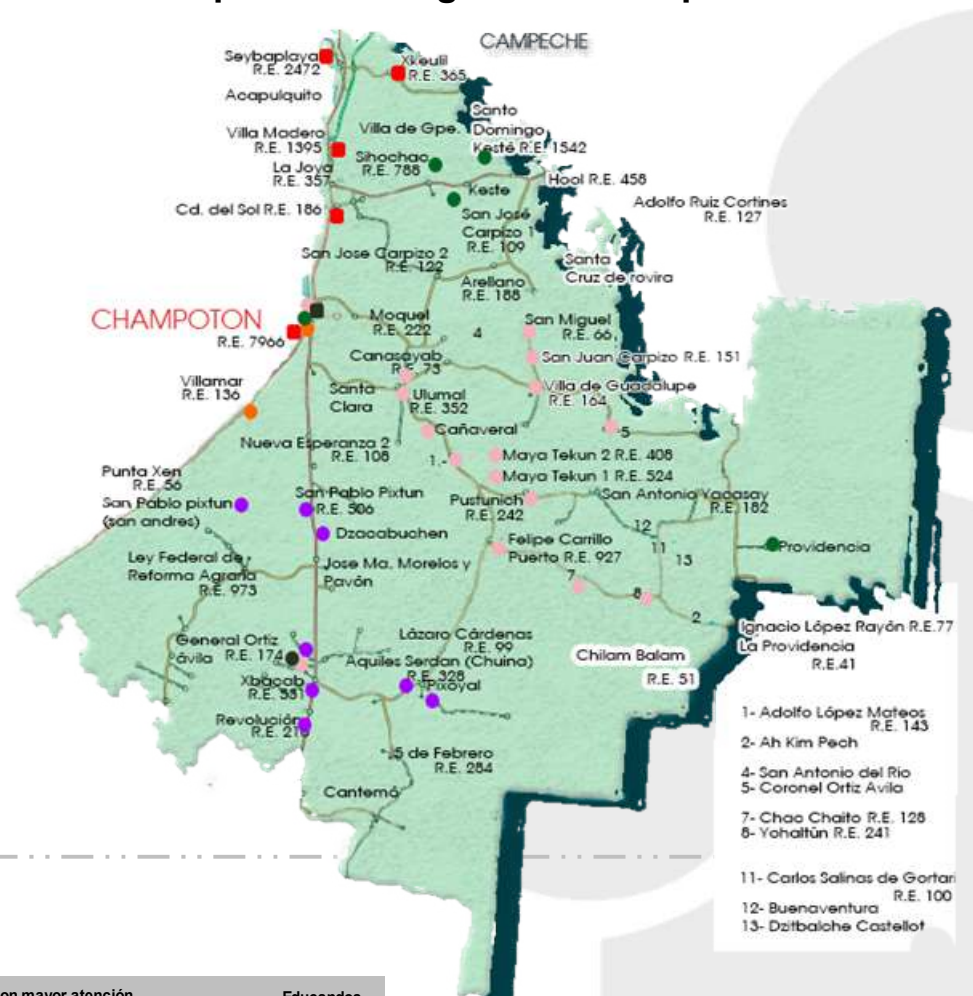 CAMPECHE
Seybaplaya
R.E. 2472
Xkeulil
R.E. 365
Acapulquito
Santo
Domingo
Kesté R.E. 1542
Villa Madero
R.E. 1395
Villa de Gpe.
La Joya
R.E. 357
Sihochac
R.E. 788
Hool R.E. 458
Keste
Adolfo Ruiz Cortines
R.E. 127
Cd. del Sol R.E. 186
San José
Carpizo 1
R.E. 109
San Jose Carpizo 2
R.E. 122
Santa
Cruz de rovira
Arellano
R.E. 188
CHAMPOTON
R.E. 7966
Moquel
R.E. 222
4
San Miguel
R.E. 66
Canasayab
R.E. 73
San Juan Carpizo R.E. 151
Villamar
R.E. 136
Santa
Clara
Ulumal
R.E. 352
Villa de Guadalupe
R.E. 164
Cañaveral
5
Nueva Esperanza 2
R.E. 108
1.-
Maya Tekun 2 R.E. 408
Maya Tekun 1 R.E. 524
Punta Xen
R.E. 56
San Pablo pixtun
(san andres)
San Pablo Pixtun
R.E. 506
Pustunich
R.E. 242
San Antonio Yacasay
R.E. 182
Dzacabuchen
12
11
13
Felipe Carrillo
Puerto R.E. 927
Providencia
Ley Federal de
Reforma Agraria
R.E. 973
Jose Ma. Morelos y
Pavón
7
8
2
Ignacio López Rayón R.E.77
La Providencia
R.E.41
General Ortiz
ávila R.E. 174
Lázaro Cárdenas
R.E. 99
Aquiles Serdan (Chuina)
R.E. 328
Chilam Balam
R.E. 51
Xbacab
R.E. 331
Pixoyal
Revolución
5 de Febrero
R.E. 284
Cantemó
1- Adolfo López Mateos
R.E. 143
2- Ah Kim Pech
4- San Antonio del Río
5- Coronel Ortiz Avila
7- Chac Chaito R.E. 128
8- Yohaltún R.E. 241
11- Carlos Salinas de Gortari
R.E. 100
12- Buenaventura
13- Dzitbalche Castellot
on mayor atención
Educandos